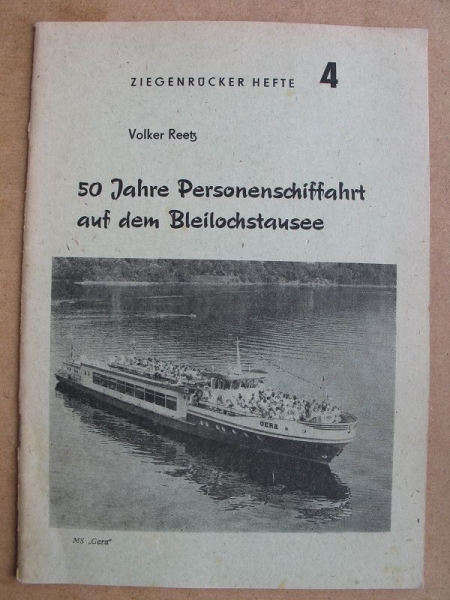 ZIEGENRÜCKER HEFTE 4
Volker Reetz
50 Jahre Personenschiffahrt
auf dem Bleilochstausee
GERA
MS „Gera"